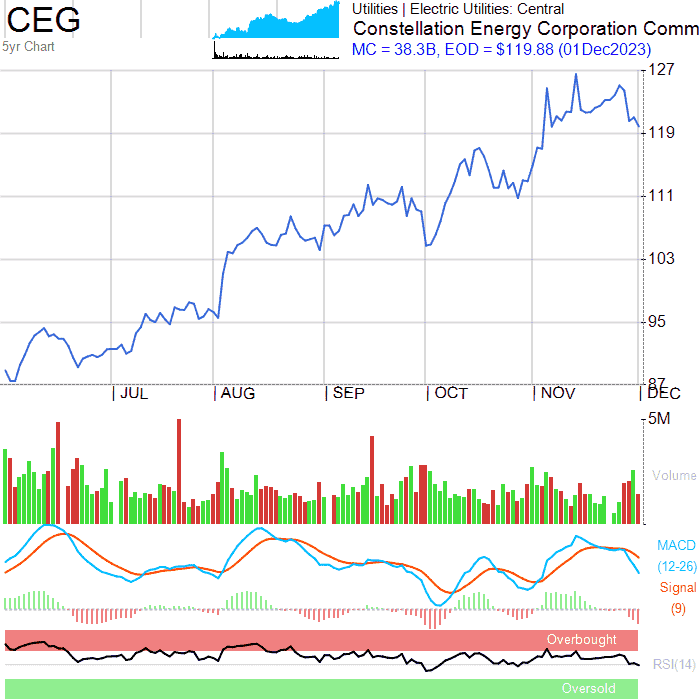 CEG
5yr Chart
Utilities | Electric Utilities: Central
Constellation Energy Corporation Comm
MC = 38.3B, EOD = $119.88 (01Dec2023)
127
119
111
103
95
87
JUL
AUG
SEP
OCT
NOV
DEC
5M
Volume
MACD
(12-26)
Signal
(9)
Overbought
RSI(14)
Oversold